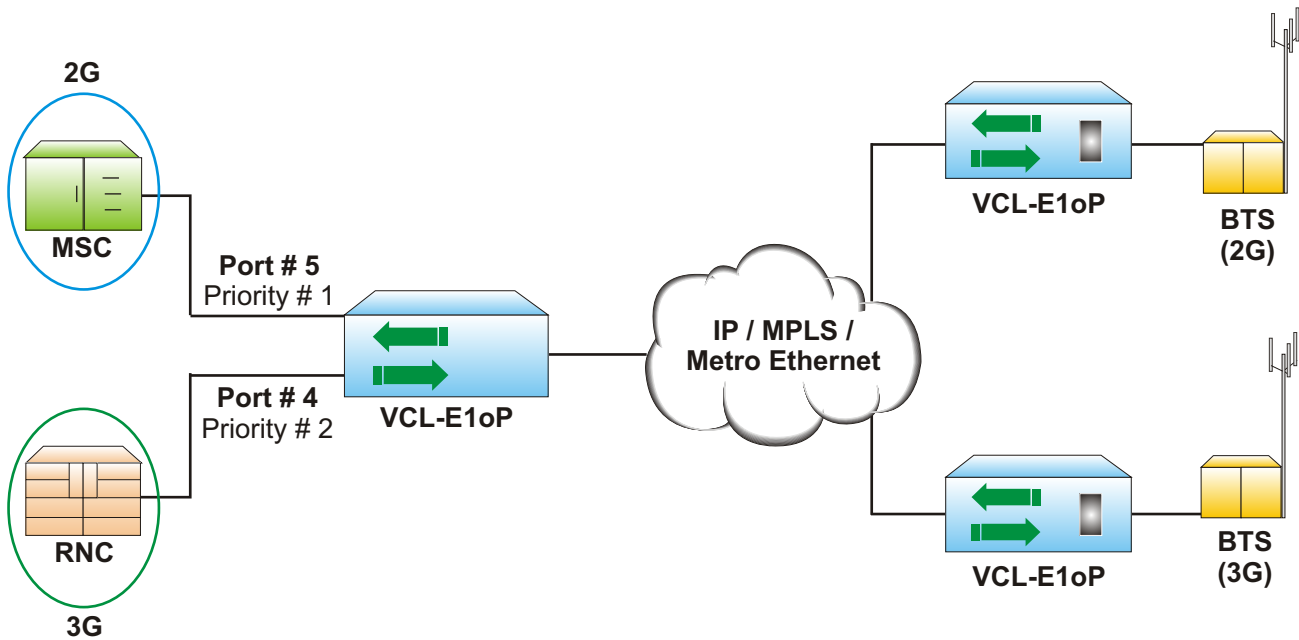 2G
MSC
Port # 5
Priority # 1
Port # 4
Priority # 2
RNC
3G
VCL-E1oP
IP / MPLS /
Metro Ethernet
VCL-E1oP
BTS
(2G)
VCL-E1oP
BTS
(3G)